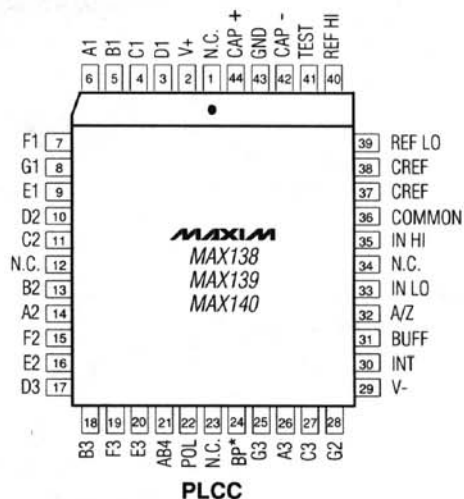 A1 B1 C1 D1 V+ N.C. CAP + GND CAP - TEST REF HI
6 5 4 3 2 1 44 43 42 41 40
F1 7
G1 8
E1 9
D2 10
C2 11
N.C. 12
B2 13
A2 14
F2 15
E2 16
D3 17
MAXIM
MAX138
MAX139
MAX140
39 REF LO
38 CREF
37 CREF
36 COMMON
35 IN HI
34 N.C.
33 IN LO
32 A/Z
31 BUFF
30 INT
29 V-
18 19 20 21 22 23 24 25 26 27 28
B3 F3 E3 AB4 POL N.C. BP* G3 A3 C3 G2
PLCC